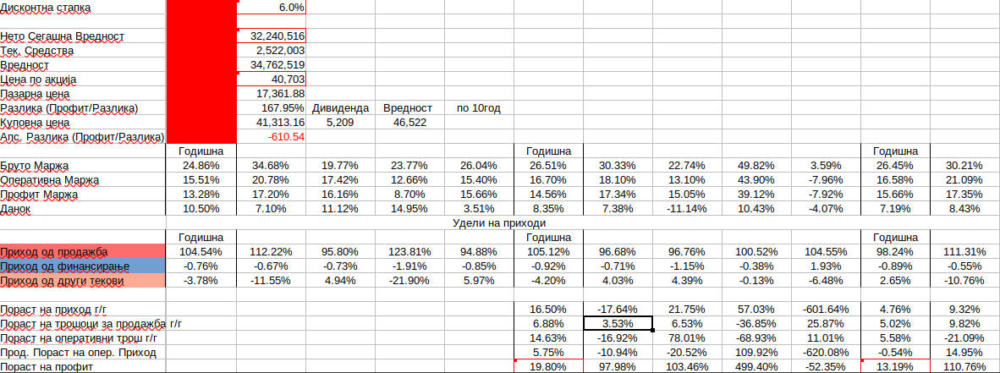 Дисконтна стапка 6.0%
Нето Сегашна Вредност 32,240,516
Тек. Средства 2,522,003
Вредност 34,762,519
Цена по акција 40,703
Пазарна цена 17,361.88
Разлика (Профит/Разлика) 167.95% Дивиденда Вредност по 10год
Куповна цена 41,313.16 5,209 46,522
Апс. Разлика (Профит/Разлика) -610.54
Годишна Годишна Годишна
Бруто Маржа 24.86% 34.68% 19.77% 23.77% 26.04% 26.51% 30.33% 22.74% 49.82% 3.59% 26.45% 30.21%
Оперативна Маржа 15.51% 20.78% 17.42% 12.66% 15.40% 16.70% 18.10% 13.10% 43.90% -7.96% 16.58% 21.09%
Профит Маржа 13.28% 17.20% 16.16% 8.70% 15.66% 14.56% 17.34% 15.05% 39.12% -7.92% 15.66% 17.35%
Данок 10.50% 7.10% 11.12% 14.95% 3.51% 8.35% 7.38% -11.14% 10.43% -4.07% 7.19% 8.43%
Удели на приходи
Годишна Годишна Годишна
Приход од продажба 104.54% 112.22% 95.80% 123.81% 94.88% 105.12% 96.68% 96.76% 100.52% 104.55% 98.24% 111.31%
Приход од финансирање -0.76% -0.67% -0.73% -1.91% -0.85% -0.92% -0.71% -1.15% -0.38% 1.93% -0.89% -0.55%
Приход од други текови -3.78% -11.55% 4.94% -21.90% 5.97% -4.20% 4.03% 4.39% -0.13% -6.48% 2.65% -10.76%
Пораст на приход г/г 16.50% -17.64% 21.75% 57.03% -601.64% 4.76% 9.32%
Пораст на трошоци за продажба г/г 6.88% 3.53% 6.53% -36.85% 25.87% 5.02% 9.82%
Пораст на оперативни трош г/г 14.63% -16.92% 78.01% -68.93% 11.01% 5.58% -21.09%
Прод. Пораст на опер. Приход 5.75% -10.94% -20.52% 109.92% -620.08% -0.54% 14.95%
Пораст на профит 19.80% 97.98% 103.46% 499.40% -52.35% 13.19% 110.76%